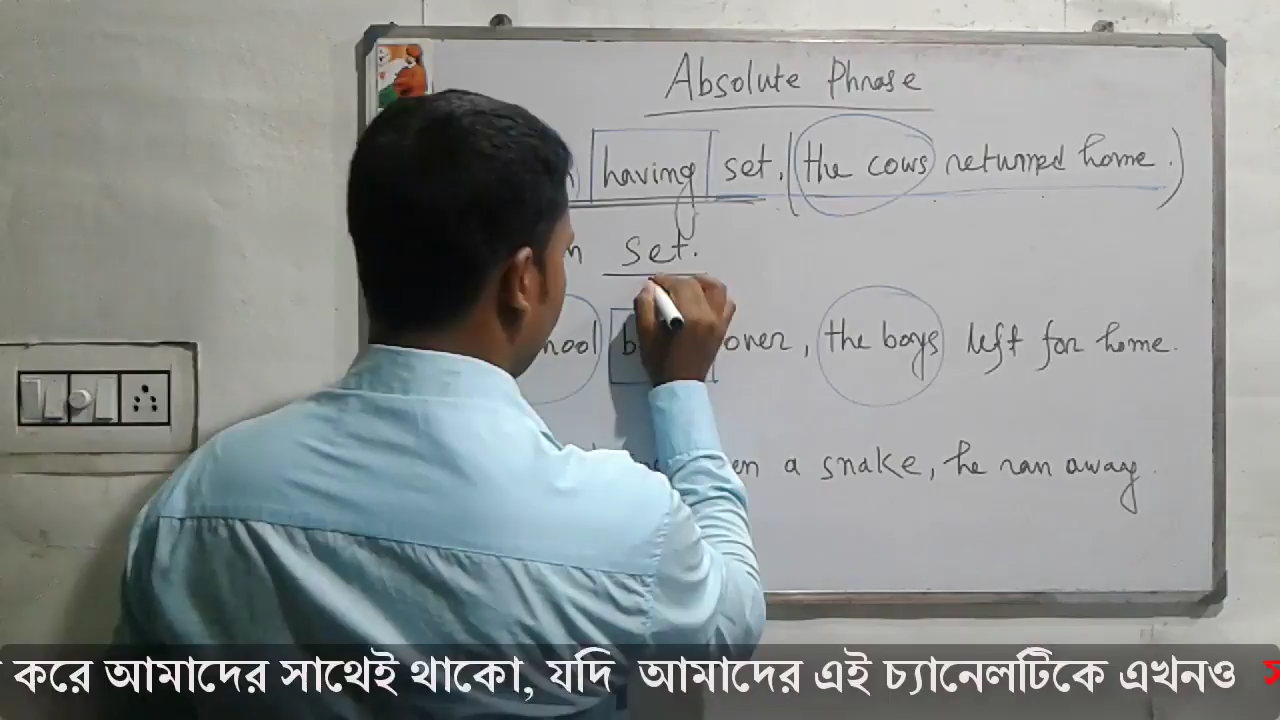 Absolute Phrase
having set, the cows returned home.
set.
over, the boys left for home.
a snake, he ran away.
করে আমাদের সাথেই থাকো, যদি আমাদের এই চ্যানেলটিকে এখনও